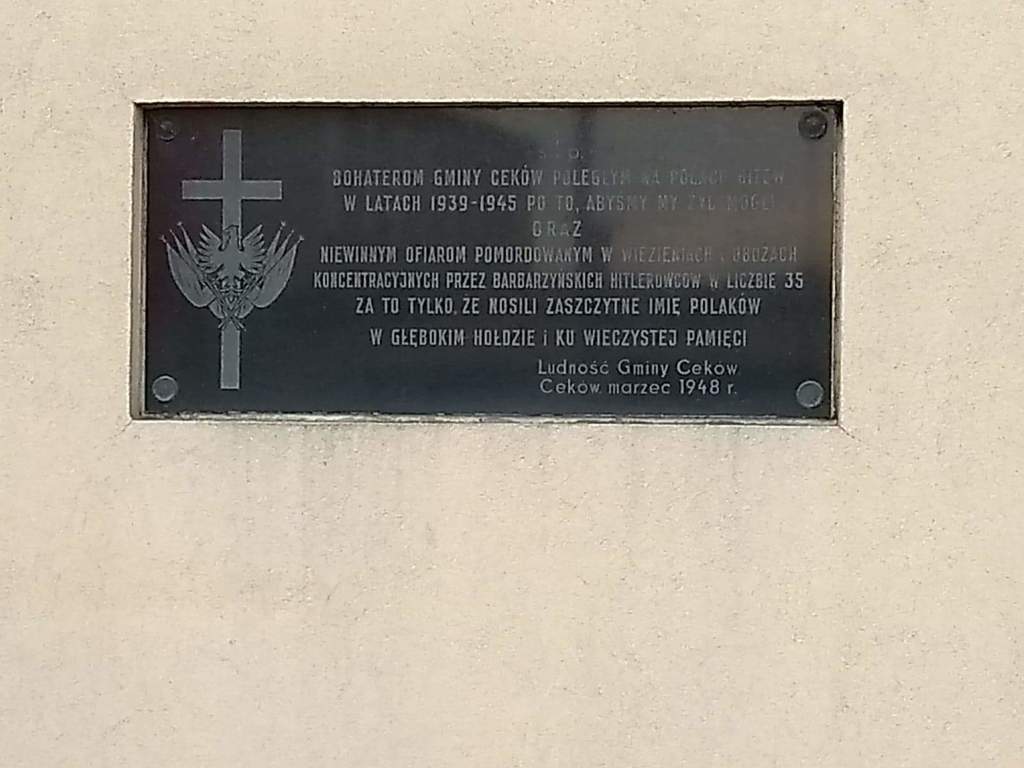 Ś. P.
BOHATEROM GMINY CEKÓW POLEGŁYM NA POLACH BITEW
W LATACH 1939-1945 PO TO, ABYŚMY MY ŻYĆ MOGLI
ORAZ
NIEWINNYM OFIAROM POMORDOWANYM W WIĘZIENIACH I OBOZACH
KONCENTRACYJNYCH PRZEZ BARBARZYŃSKICH HITLEROWCÓW W LICZBIE 35
ZA TO TYLKO, ŻE NOSILI ZASZCZYTNE IMIĘ POLAKÓW
W GŁĘBOKIM HOŁDZIE i KU WIECZYSTEJ PAMIĘCI
Ludność Gminy Ceków
Ceków, marzec 1948 r.